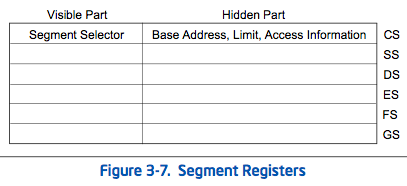 Visible Part Hidden Part
Segment Selector Base Address, Limit, Access Information CS
SS
DS
ES
FS
GS
Figure 3-7. Segment Registers